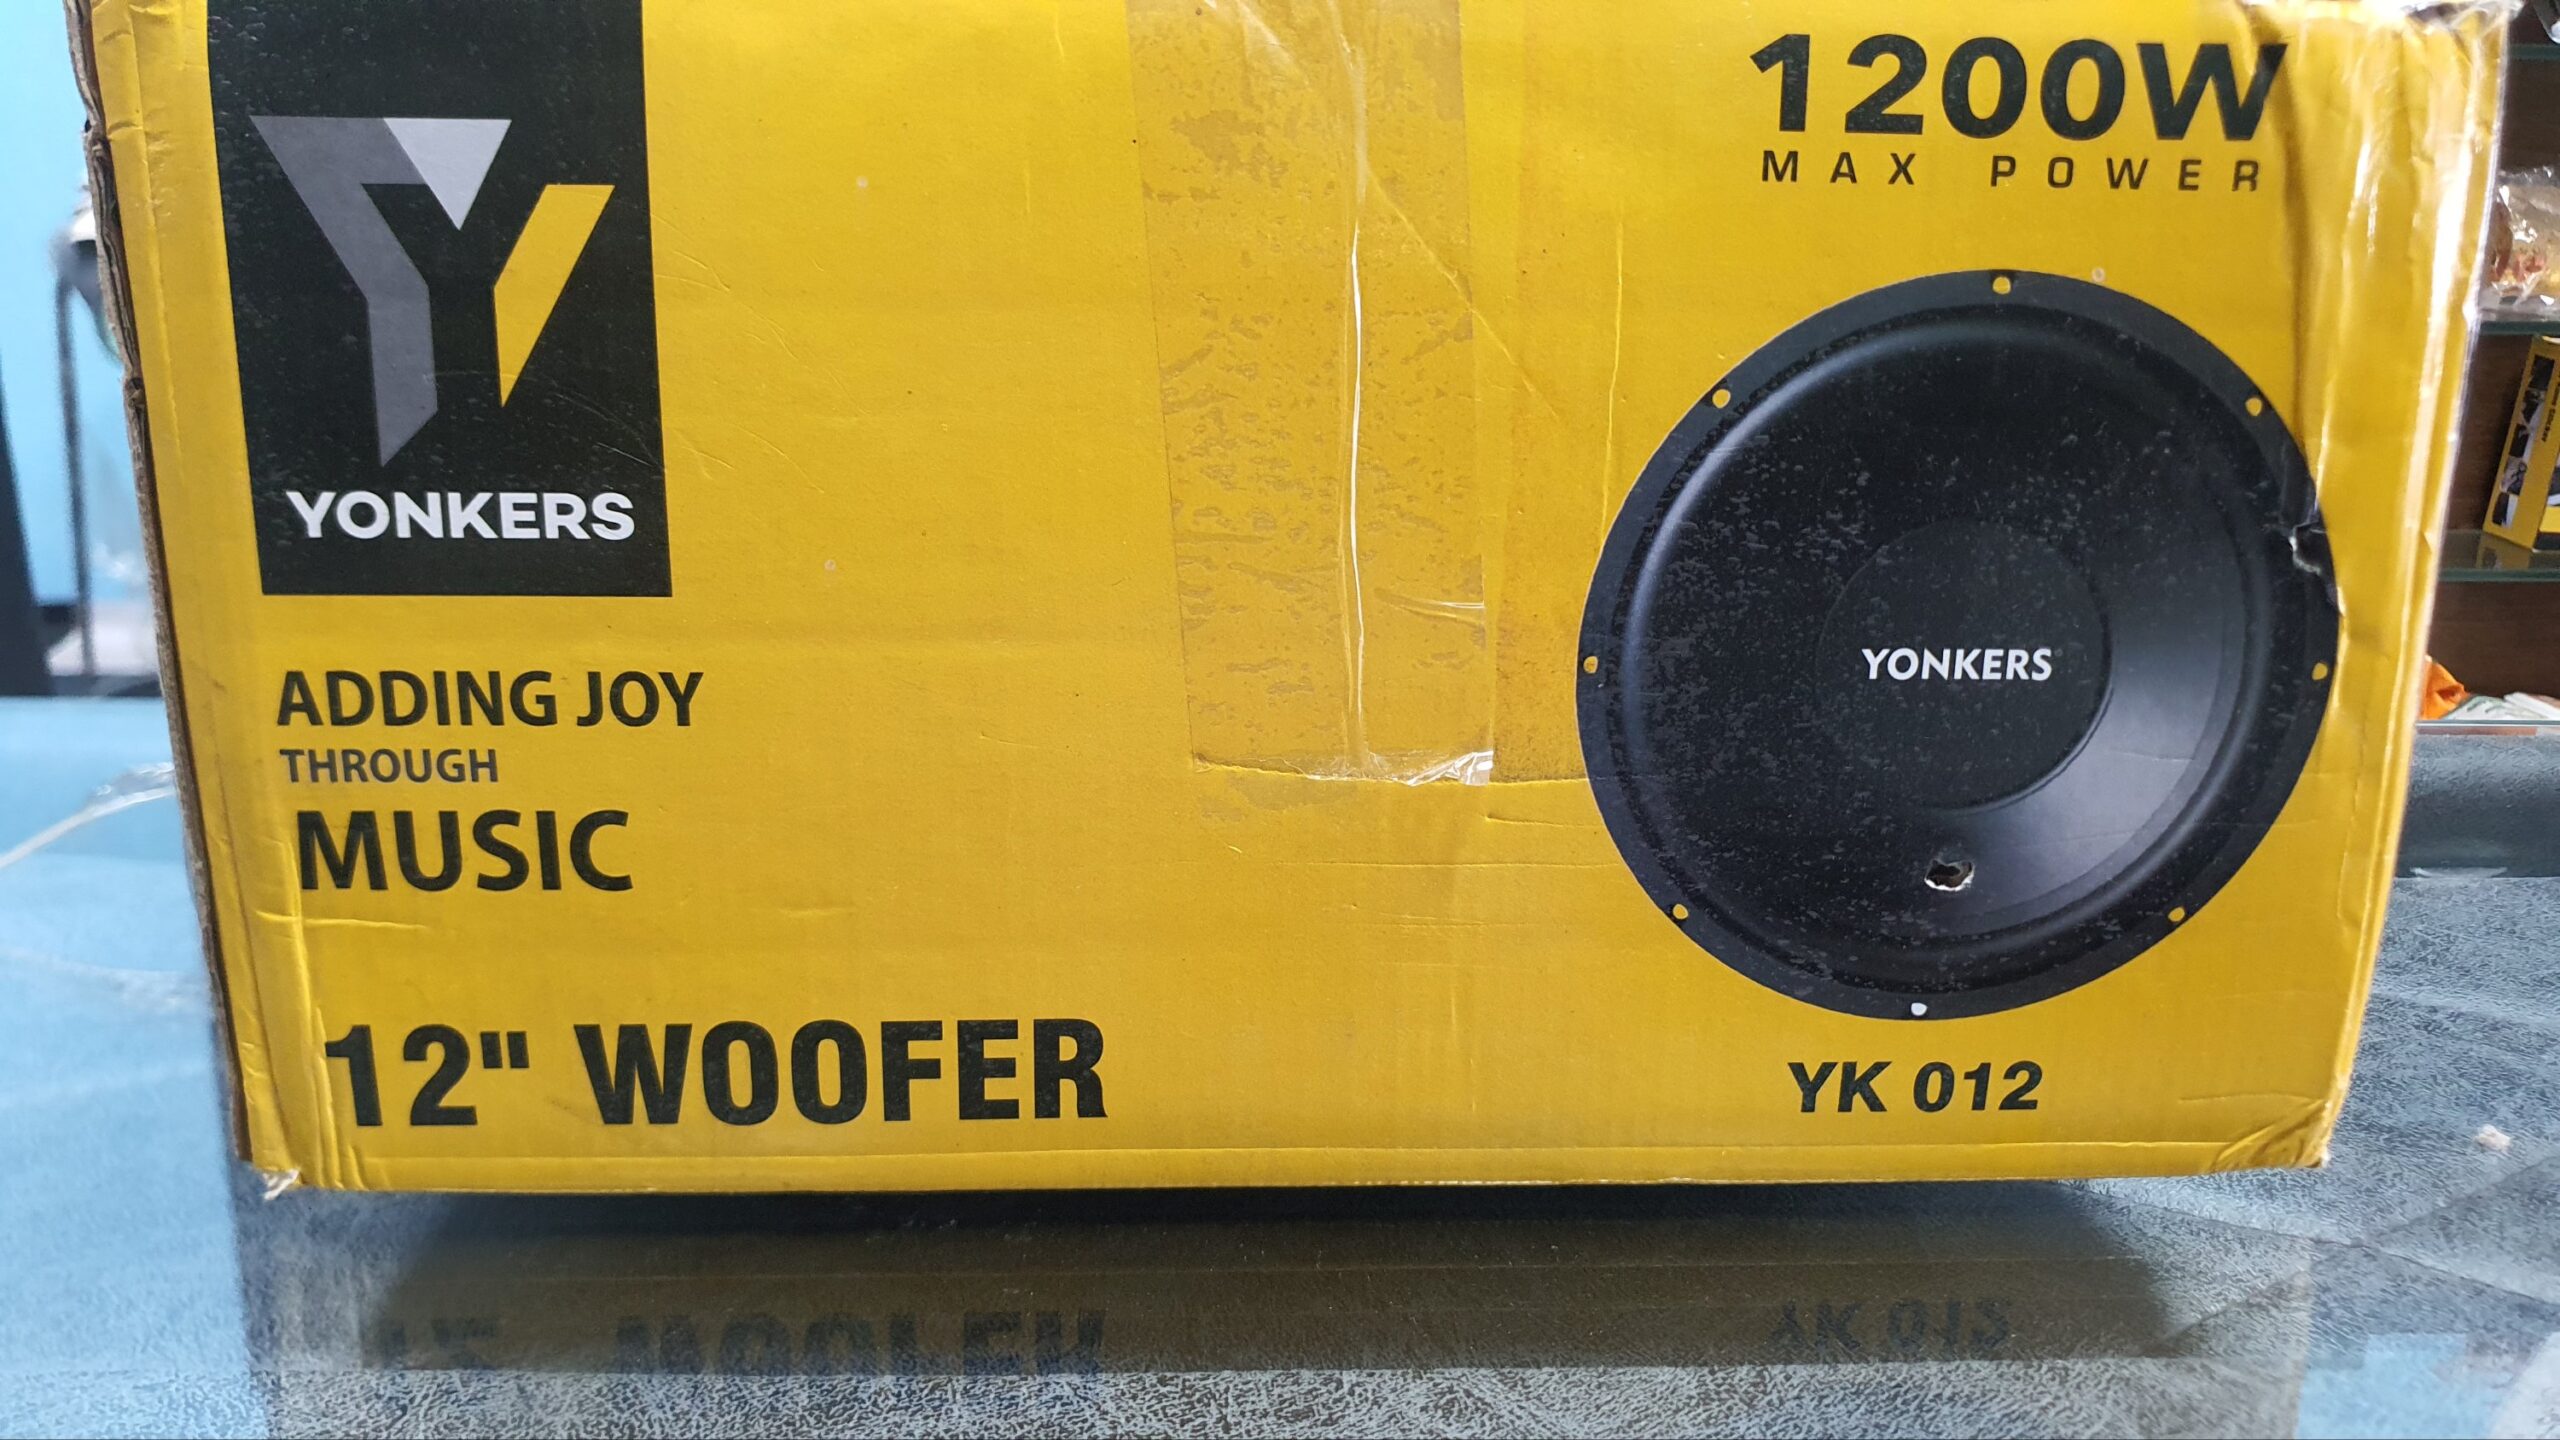 1200W
MAX POWER
YONKERS
YONKERS
ADDING JOY
THROUGH
MUSIC
12" WOOFER
YK 012